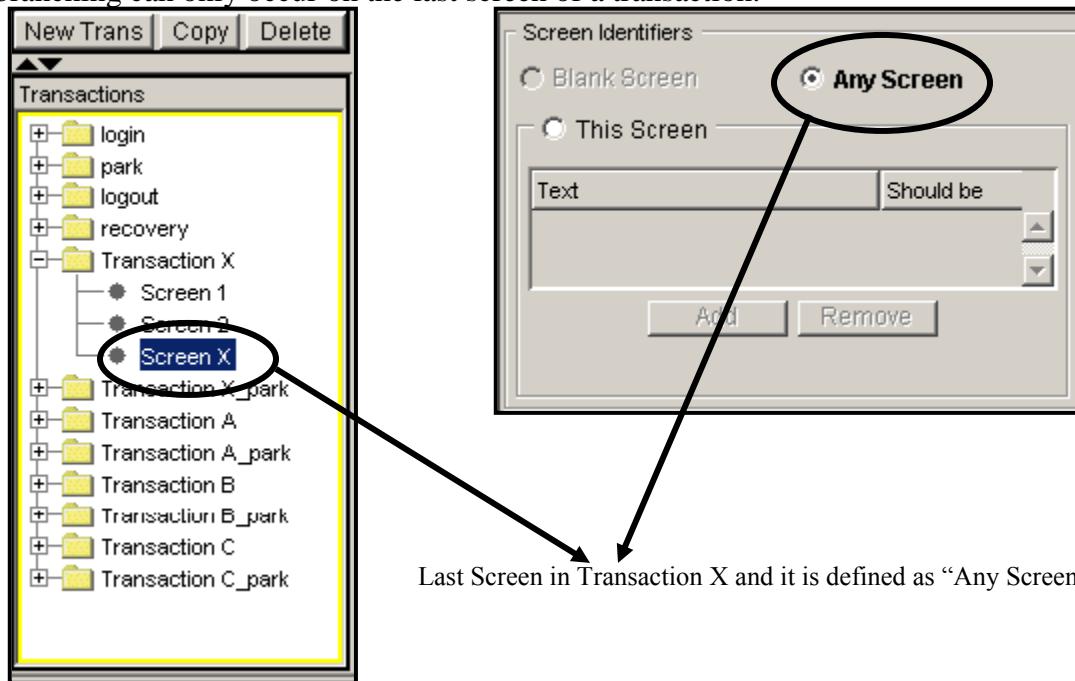 branching can only occur on the last screen of a transaction.
New Trans Copy Delete
Transactions
login
park
logout
recovery
Transaction X
Screen 1
Screen 2
Screen X
Transaction X_park
Transaction A
Transaction A_park
Transaction B
Transaction B_park
Transaction C
Transaction C_park
Screen Identifiers
Blank Screen Any Screen
This Screen
Text Should be
Add Remove
Last Screen in Transaction X and it is defined as “Any Screen